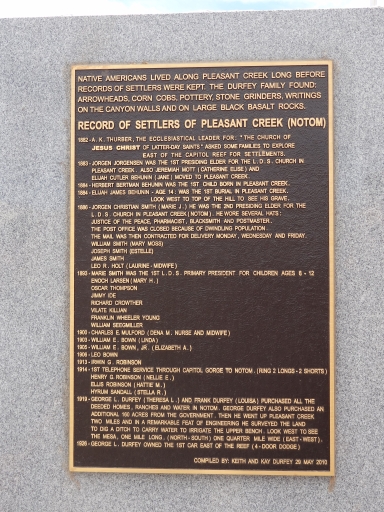 NATIVE AMERICANS LIVED ALONG PLEASANT CREEK LONG BEFORE
RECORDS OF SETTLERS WERE KEPT. THE DURFEY FAMILY FOUND:
ARROWHEADS, CORN COBS, POTTERY, STONE GRINDERS, WRITINGS
ON THE CANYON WALLS AND ON LARGE BLACK BASALT ROCKS.
RECORD OF SETTLERS OF PLEASANT CREEK (NOTOM)
1882 - A. K. THURBER, THE ECCLESIASTICAL LEADER FOR: "THE CHURCH OF
JESUS CHRIST OF LATTER-DAY SAINTS" ASKED SOME FAMILIES TO EXPLORE
EAST OF THE CAPITOL REEF FOR SETTLEMENTS.
1883 - JORGEN JORGENSEN WAS THE 1ST PRESIDING ELDER FOR THE L.D.S. CHURCH IN
PLEASANT CREEK. ALSO JEREMIAH MOTT (CATHERINE ELISE) AND
ELIJAH CUTLER BEHUNIN (JANE) MOVED TO PLEASANT CREEK.
1884 - HERBERT BERTMAN BEHUNIN WAS THE 1ST CHILD BORN IN PLEASANT CREEK.
1884 - ELIJAH JAMES BEHUNIN - AGE 14: WAS THE 1ST BURIAL IN PLEASANT CREEK.
LOOK WEST TO TOP OF THE HILL TO SEE HIS GRAVE.
JORGEN CHRISTIAN SMITH (MARIE J.) HE WAS THE 2ND PRESIDING ELDER FOR THE
L.D.S. CHURCH IN PLEASANT CREEK (NOTOM). HE WORE SEVERAL HATS:
JUSTICE OF THE PEACE, PHARMACIST, BLACKSMITH AND POSTMASTER.
THE POST OFFICE WAS CLOSED BECAUSE OF DWINDLING POPULATION.
THE MAIL WAS THEN CONTRACTED FOR DELIVERY MONDAY, WEDNESDAY AND FRIDAY.
WILLIAM SMITH (MARY MOSS)
JOSEPH SMITH (ESTELLE)
JAMES SMITH
LEO R. HOLT (LAURINE - MIDWIFE)
1893 - MARIE SMITH WAS THE 1ST L.D.S. PRIMARY PRESIDENT FOR CHILDREN AGES 6 - 12
ENOCH LARSEN (MARY H.)
OSCAR THOMPSON
JIMMY IDE
RICHARD CROWTHER
VILATE KILLIAN
FRANKLIN WHEELER YOUNG
WILLIAM SEEGMILLER
1900 - CHARLES E. MULFORD (DENA M. NURSE AND MIDWIFE)
1903 - WILLIAM E. BOWN (LINDA)
1905 - WILLIAM E. BOWN, JR. (ELIZABETH A.)
1906 - LEO BOWN
1913 - IRWIN G. ROBINSON
1914 - 1ST TELEPHONE SERVICE THROUGH CAPITOL GORGE TO NOTOM. (RING 2 LONGS - 2 SHORTS)
HENRY G. ROBINSON (NELLIE E.)
ELLIS ROBINSON (HATTIE M.)
HYRUM SANDALL (STELLA R.)
1919 - GEORGE L. DURFEY (THERESA L.) AND FRANK DURFEY (LOUISA) PURCHASED ALL THE
DEEDED HOMES, RANCHES AND WATER IN NOTOM. GEORGE DURFEY ALSO PURCHASED AN
ADDITIONAL 160 ACRES FROM THE GOVERNMENT. THEN HE WENT UP PLEASANT CREEK
TWO MILES AND IN A REMARKABLE FEAT OF ENGINEERING HE SURVEYED THE LAND
TO DIG A DITCH TO CARRY WATER TO IRRIGATE THE UPPER BENCH. LOOK WEST TO SEE
THE MESA, ONE MILE LONG, (NORTH - SOUTH) ONE QUARTER MILE WIDE (EAST - WEST).
1926 - GEORGE L. DURFEY OWNED THE 1ST CAR EAST OF THE REEF (4 - DOOR DODGE)
COMPILED BY: KEITH AND KAY DURFEY 29 MAY 2010